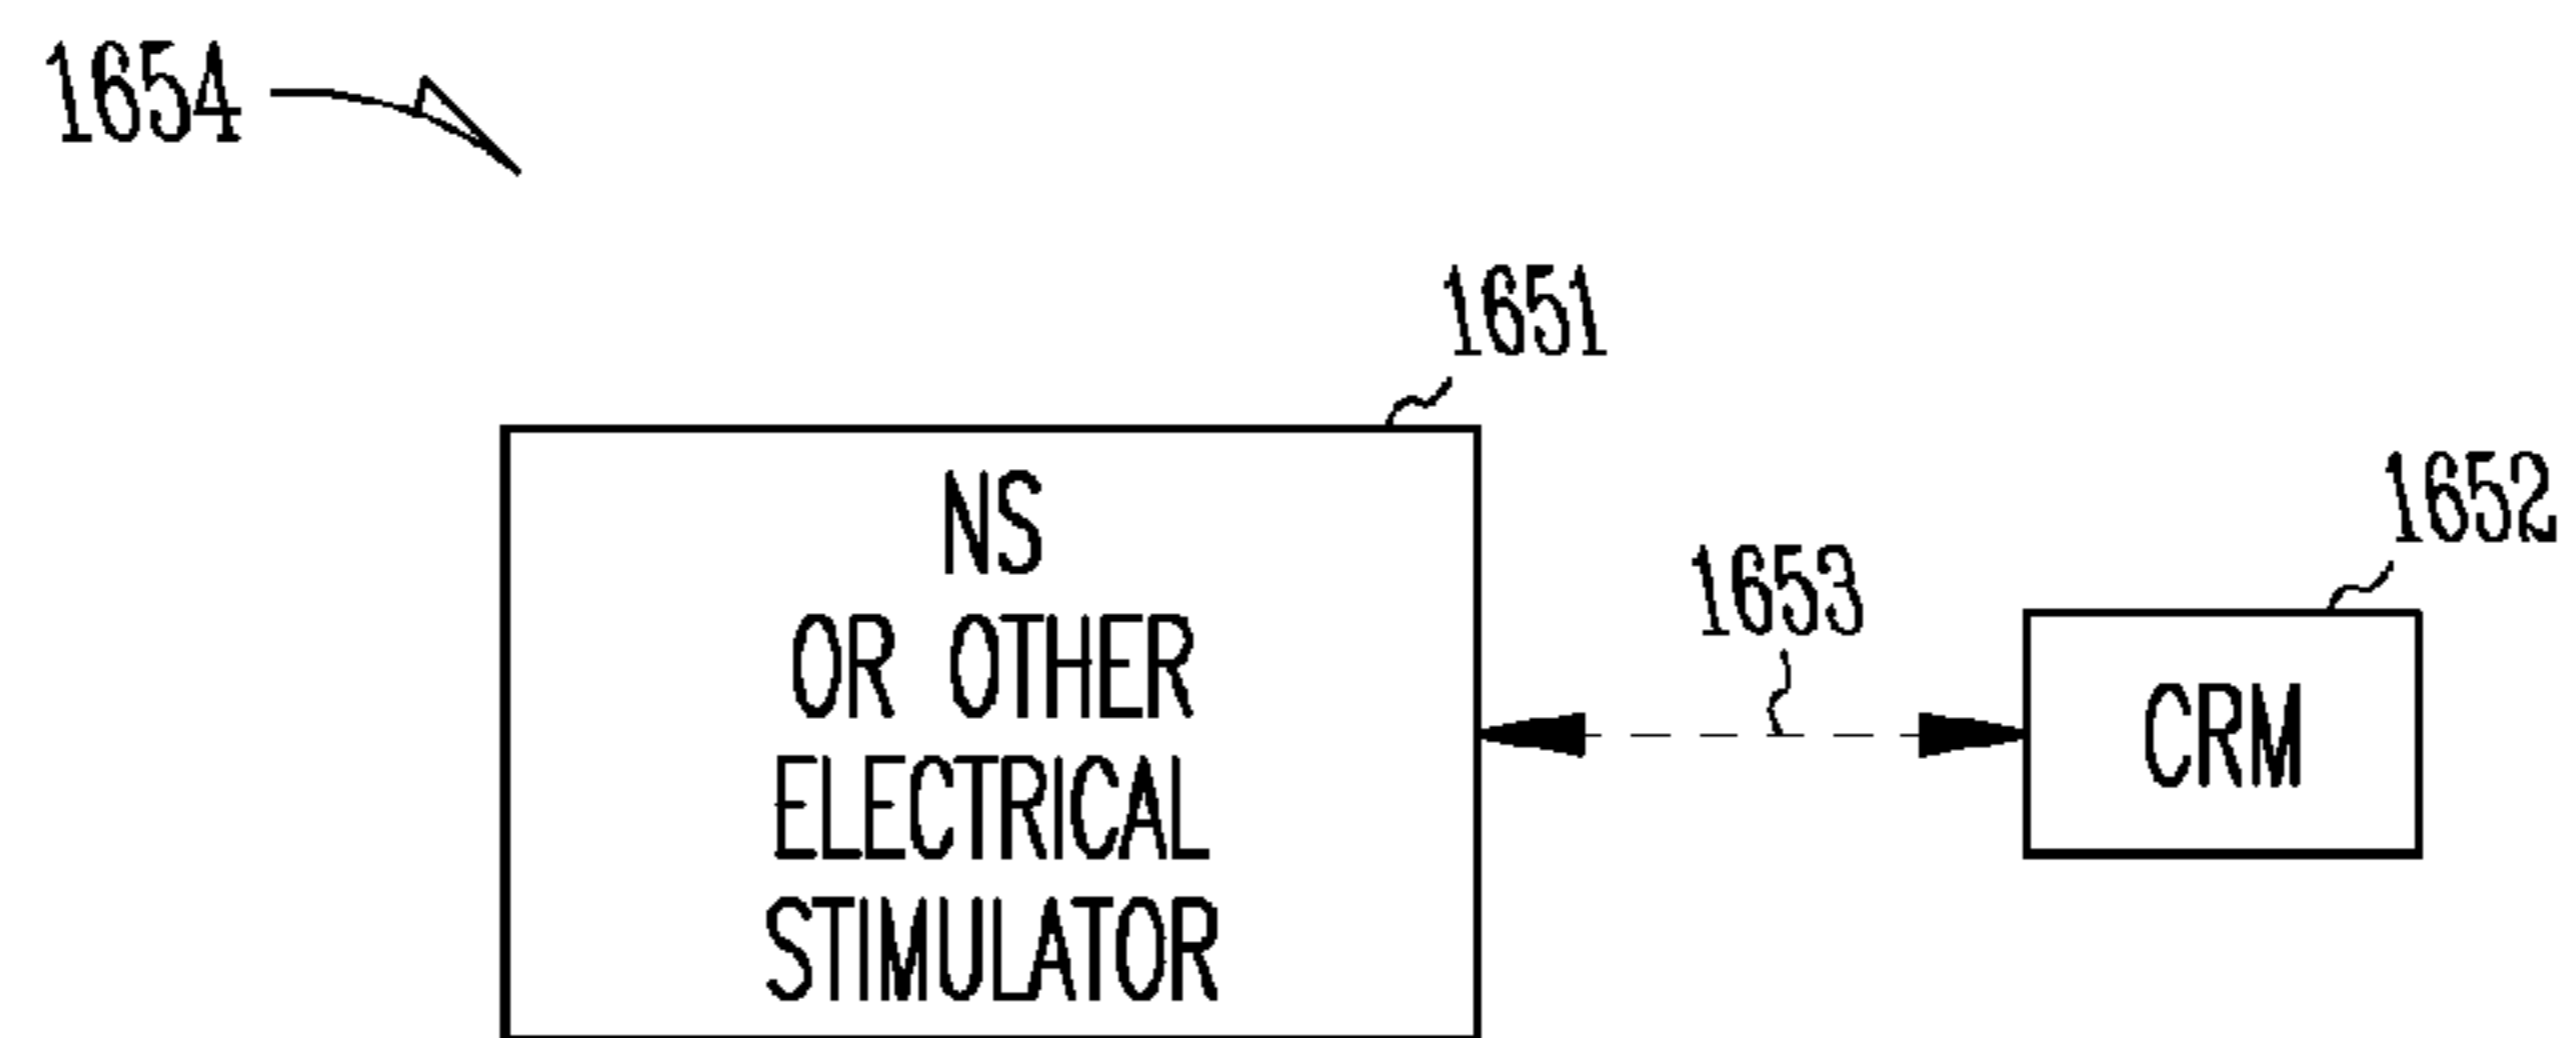 1654
1651
NS
OR OTHER
ELECTRICAL
STIMULATOR
1653
1652
CRM